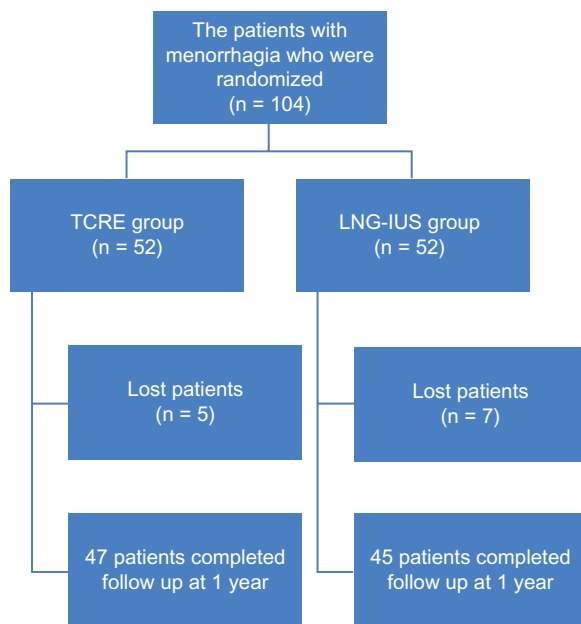 The patients with
menorrhagia who were
randomized
(n = 104)
TCRE group
(n = 52)
LNG-IUS group
(n = 52)
Lost patients
(n = 5)
Lost patients
(n = 7)
47 patients completed
follow up at 1 year
45 patients completed
follow up at 1 year